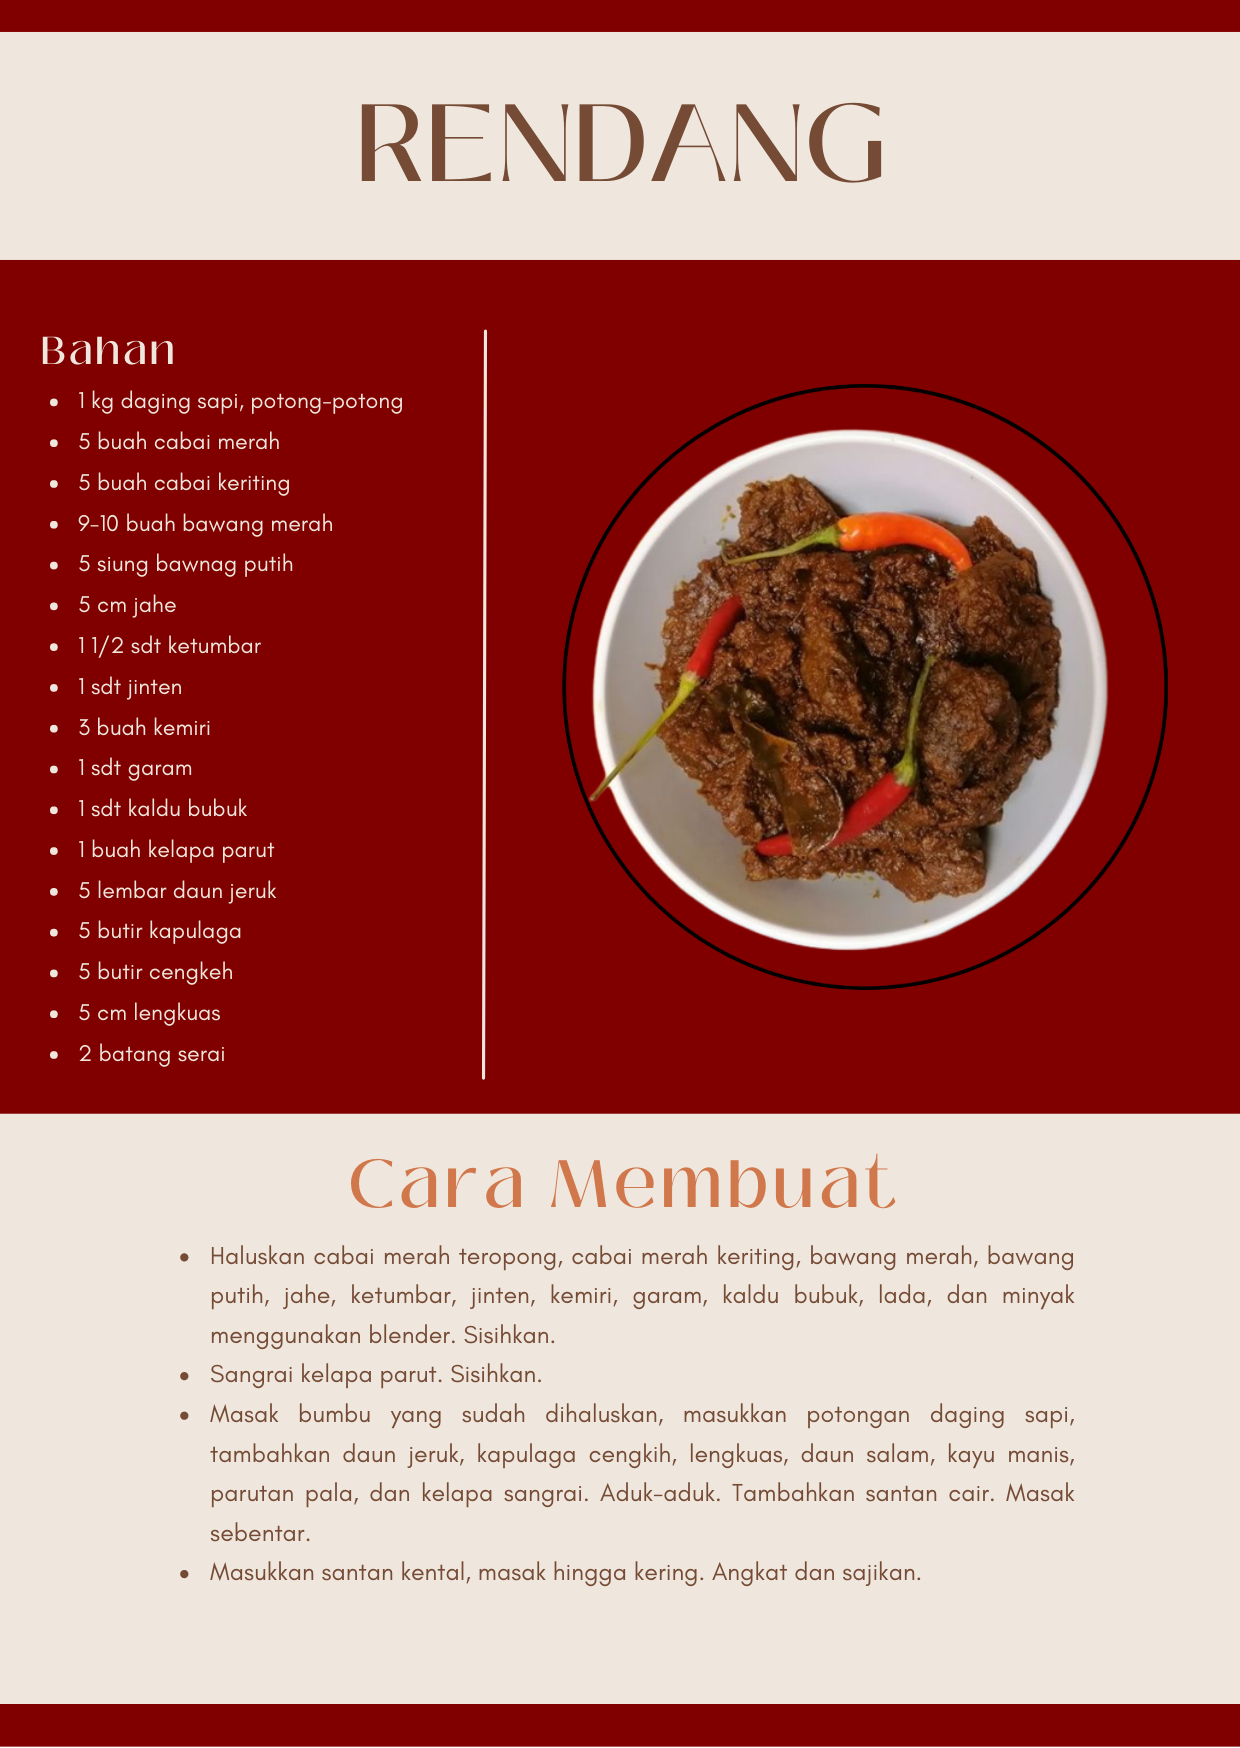 RENDANG
Bahan
• 1 kg daging sapi, potong-potong
• 5 buah cabai merah
• 5 buah cabai keriting
• 9-10 buah bawang merah
• 5 siung bawnag putih
• 5 cm jahe
• 1 1/2 sdt ketumbar
• 1 sdt jinten
• 3 buah kemiri
• 1 sdt garam
• 1 sdt kaldu bubuk
• 1 buah kelapa parut
• 5 lembar daun jeruk
• 5 butir kapulaga
• 5 butir cengkeh
• 5 cm lengkuas
• 2 batang serai
Cara Membuat
• Haluskan cabai merah teropong, cabai merah keriting, bawang merah, bawang
putih, jahe, ketumbar, jinten, kemiri, garam, kaldu bubuk, lada, dan minyak
menggunakan blender. Sisihkan.
• Sangrai kelapa parut. Sisihkan.
• Masak bumbu yang sudah dihaluskan, masukkan potongan daging sapi,
tambahkan daun jeruk, kapulaga cengkih, lengkuas, daun salam, kayu manis,
parutan pala, dan kelapa sangrai. Aduk-aduk. Tambahkan santan cair. Masak
sebentar.
• Masukkan santan kental, masak hingga kering. Angkat dan sajikan.